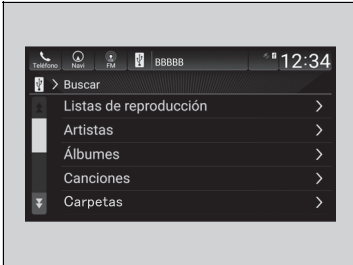 Teléfono Navi FM BBBBB 12:34
> Buscar
Listas de reproducción
Artistas
Álbumes
Canciones
Carpetas